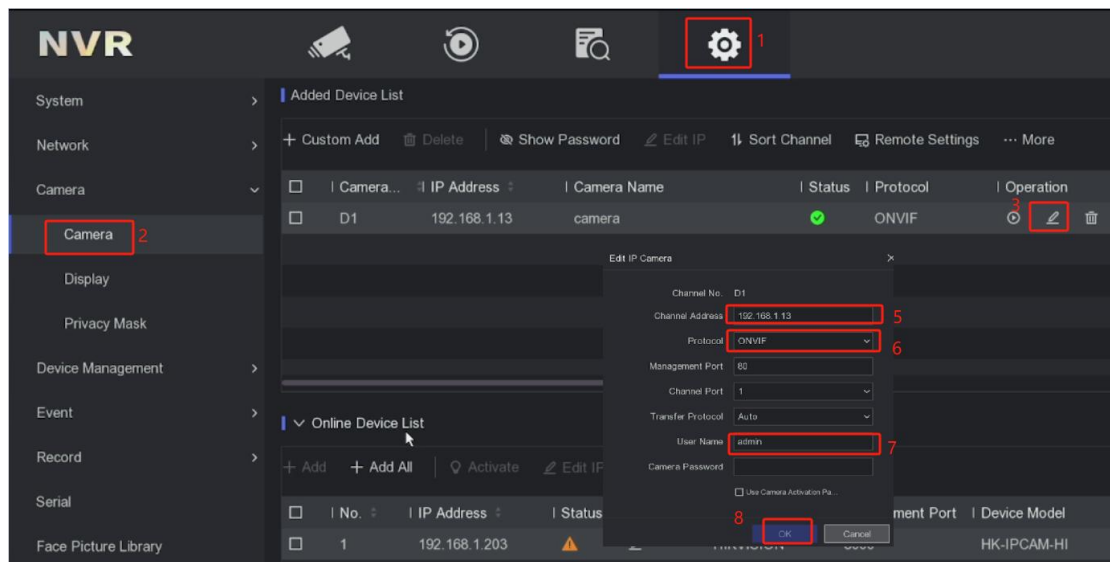 NVR
1
System
Network
Camera
Camera 2
Display
Privacy Mask
Device Management
Event
Record
Serial
Face Picture Library
Added Device List
+ Custom Add Delete Show Password Edit IP Sort Channel Remote Settings ... More
Camera... IP Address Camera Name Status Protocol Operation
3
D1 192.168.1.13 camera ONVIF
Edit IP Camera
Channel No. D1
Channel Address 192.168.1.13 5
Protocol ONVIF 6
Management Port 80
Channel Port 1
Transfer Protocol Auto
User Name admin 7
Camera Password
Use Camera Activation Pa...
8 OK Cancel
Online Device List
+ Add + Add All Activate Edit IP
No. IP Address Status ment Port Device Model
1 192.168.1.203 HK-IPCAM-HI